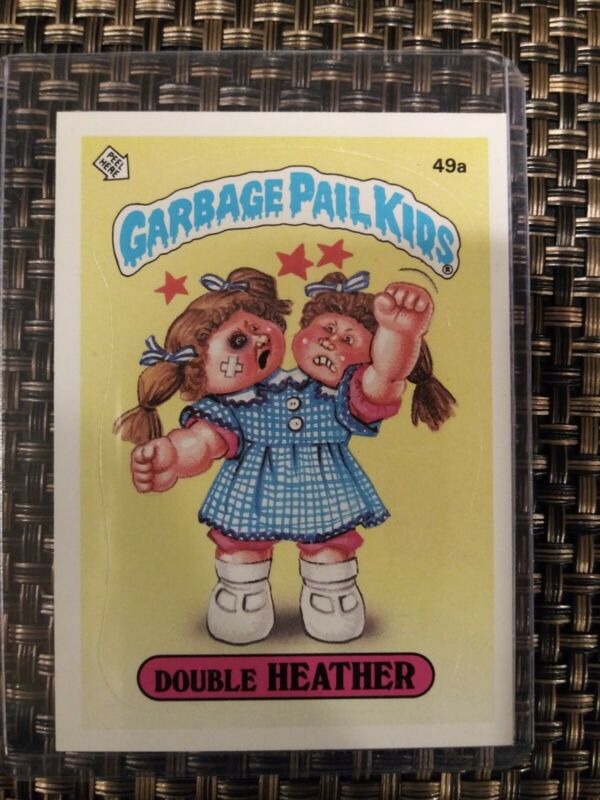 PEEL
HERE
49a
GARBAGE PAIL KIDS®
DOUBLE HEATHER